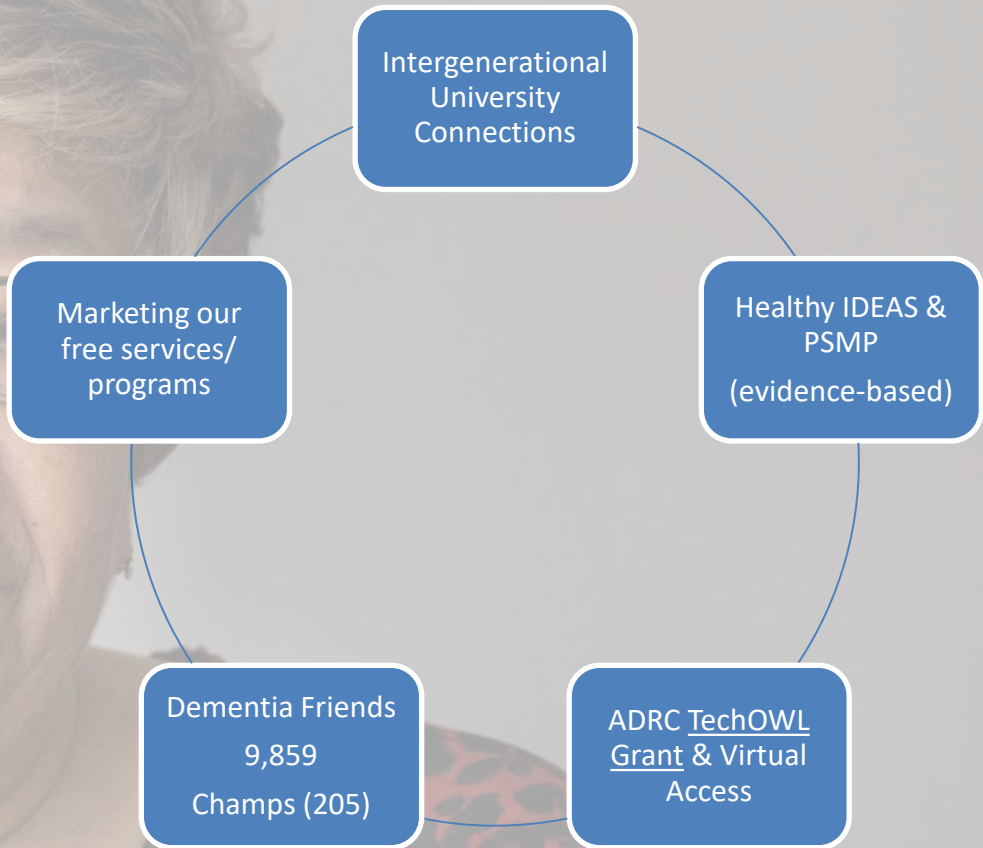 Intergenerational
University
Connections
Healthy IDEAS &
PSMP
(evidence-based)
ADRC TechOWL
Grant & Virtual
Access
Dementia Friends
9,859
Champs (205)
Marketing our
free services/
programs